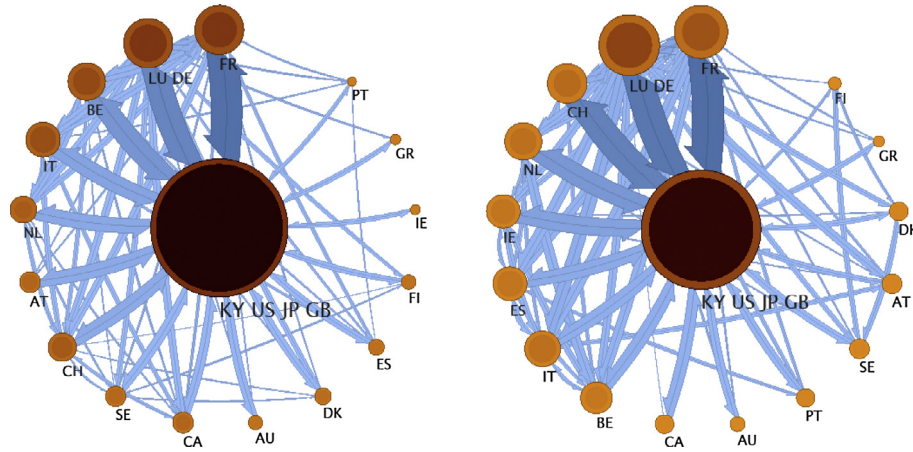 FR
LU DE
PT
BE
GR
IT
IE
NL
FI
AT
KY US JP GB
ES
CH
DK
SE
AU
CA
FR
LU DE
FI
CH
GR
NL
DK
IE
AT
ES
KY US JP GB
SE
IT
PT
BE
AU
CA